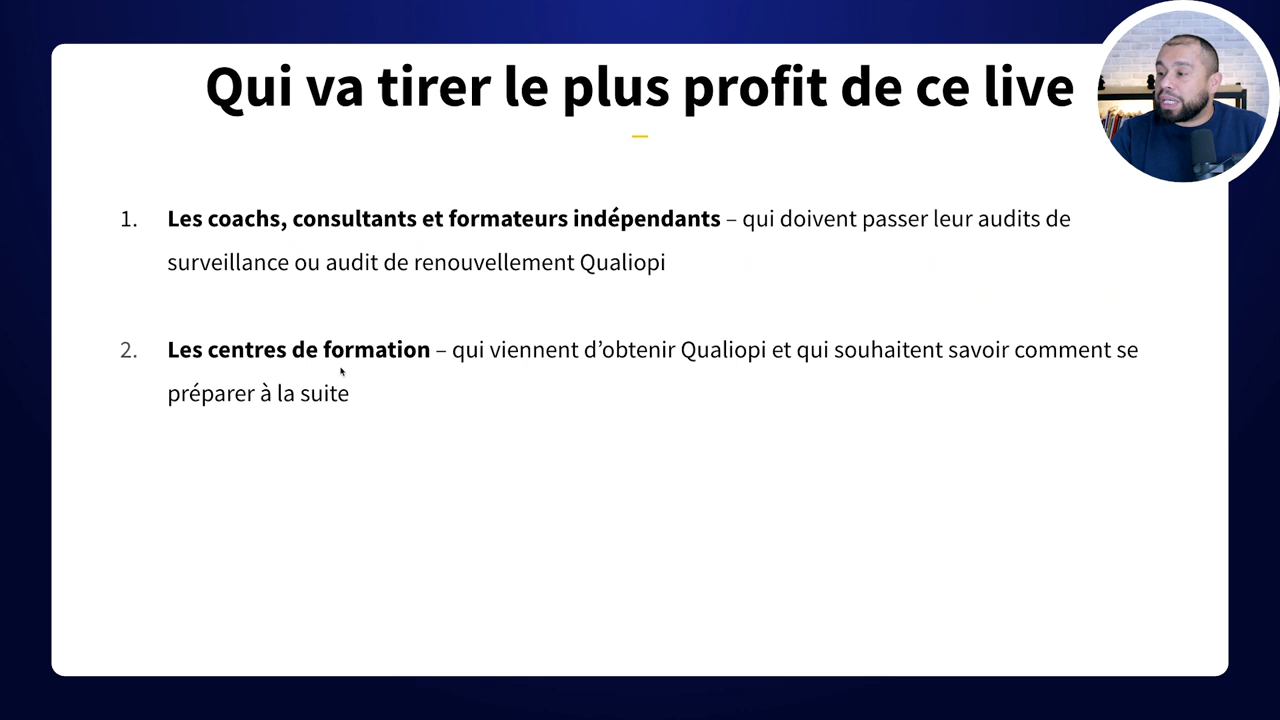 Qui va tirer le plus profit de ce live
1. Les coachs, consultants et formateurs indépendants – qui doivent passer leur audits de
surveillance ou audit de renouvellement Qualiopi
2. Les centres de formation – qui viennent d’obtenir Qualiopi et qui souhaitent savoir comment se
préparer à la suite